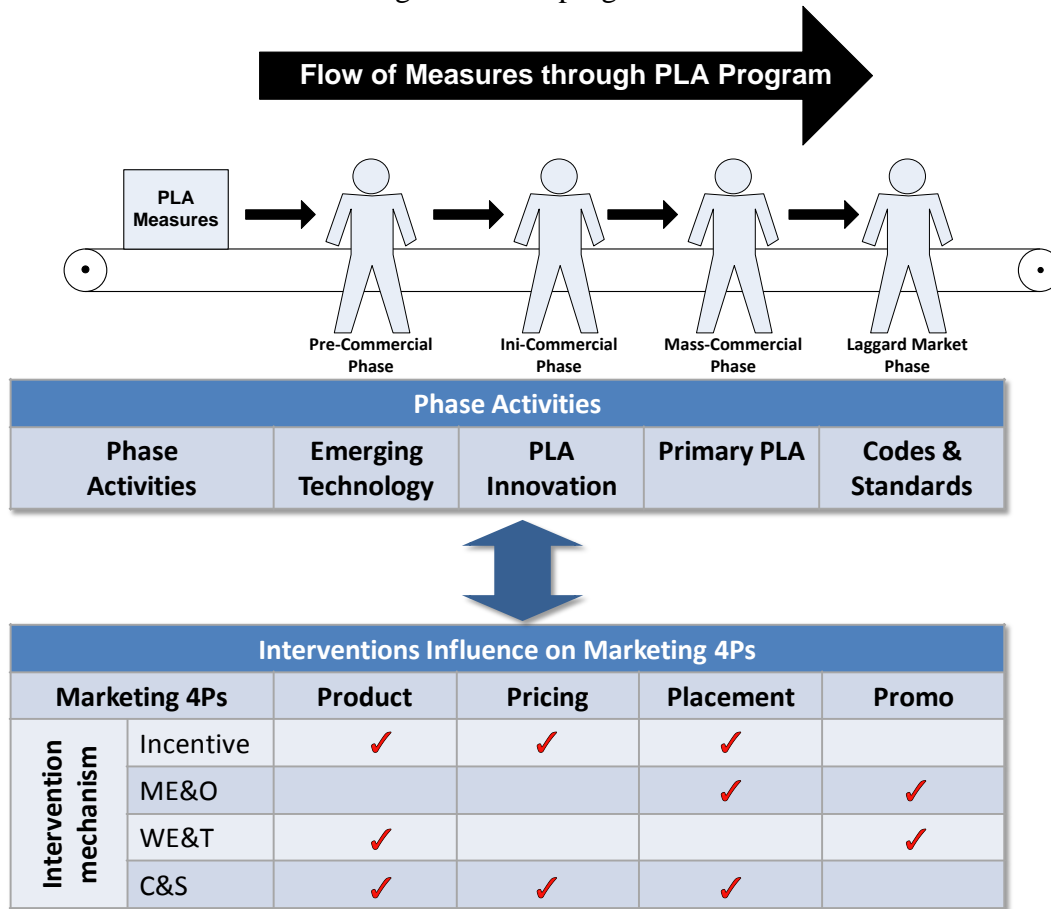 Flow of Measures through PLA Program
PLA
Measures
Pre-Commercial
Phase
Ini-Commercial
Phase
Mass-Commercial
Phase
Laggard Market
Phase
Phase Activities
Phase
Activities
Emerging
Technology
PLA
Innovation
Primary PLA
Codes &
Standards
Interventions Influence on Marketing 4Ps
Marketing 4Ps Product Pricing Placement Promo
Intervention
mechanism
Incentive ✓ ✓ ✓
ME&O ✓ ✓
WE&T ✓ ✓
C&S ✓ ✓ ✓